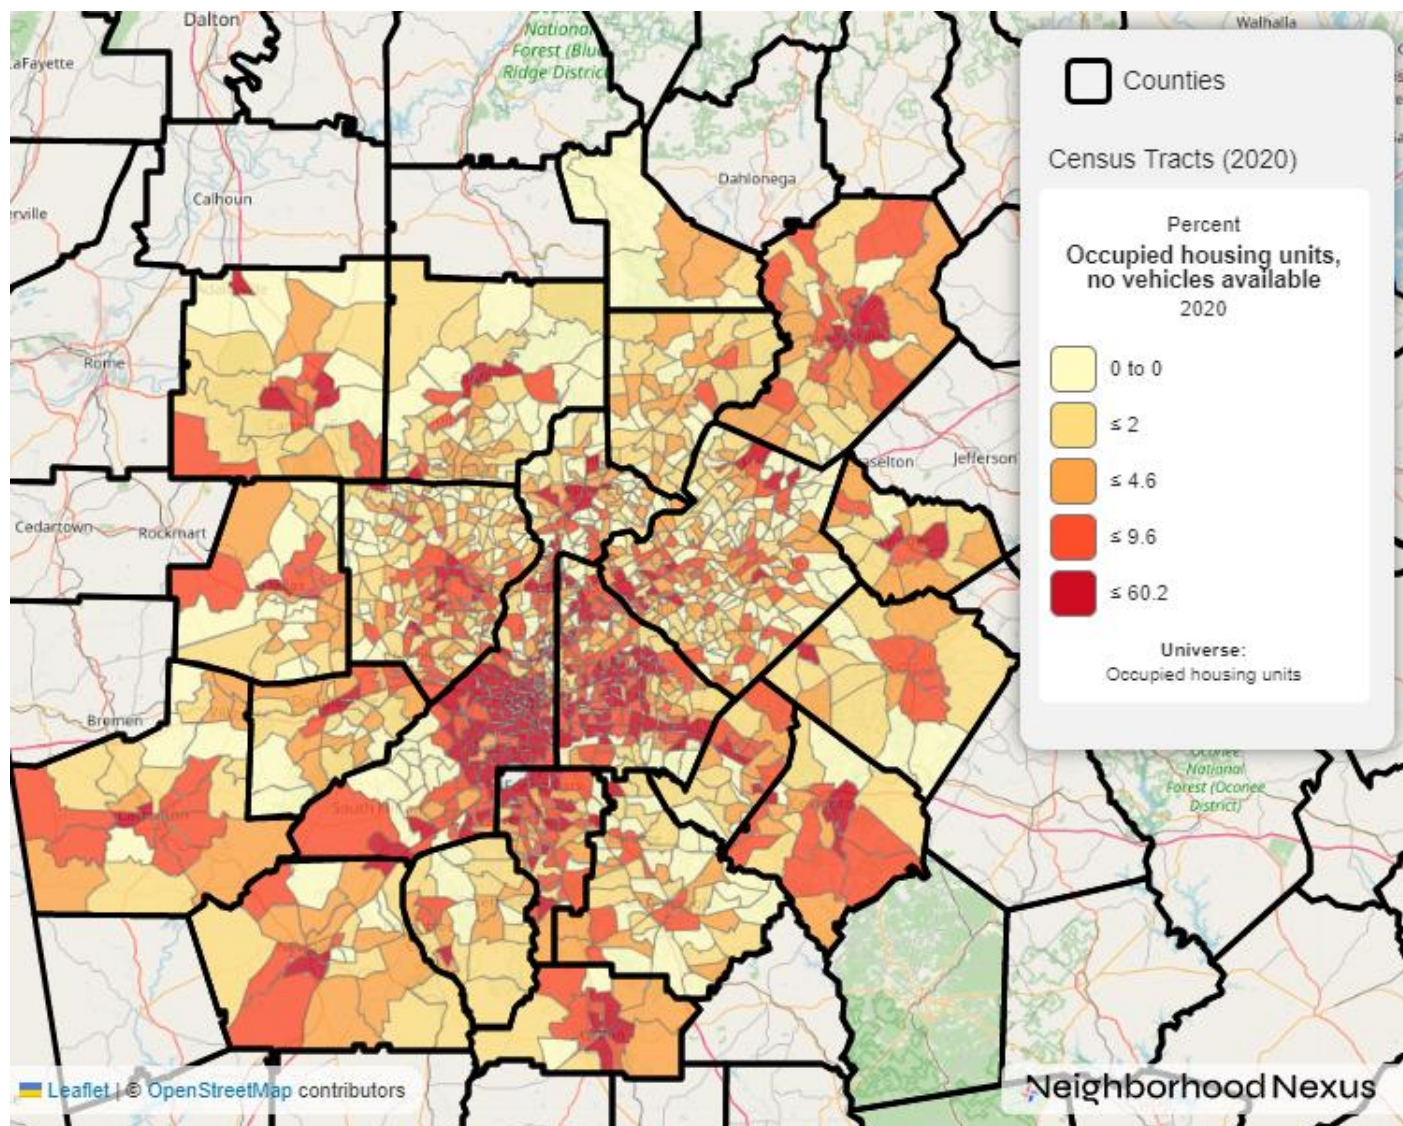 Dalton
National
Forest (Blue
Ridge District)
Walhalla
LaFayette
Counties
Census Tracts (2020)
Dahlonega
Calhoun
Percent
Occupied housing units,
no vehicles available
2020
0 to 0
Rome
≤ 2
≤ 4.6
Jefferson
Cedartown
Rockmart
≤ 9.6
≤ 60.2
Universe:
Occupied housing units
Bremen
Oconee
National
Forest (Oconee
District)
Leaflet | © OpenStreetMap contributors
Neighborhood Nexus